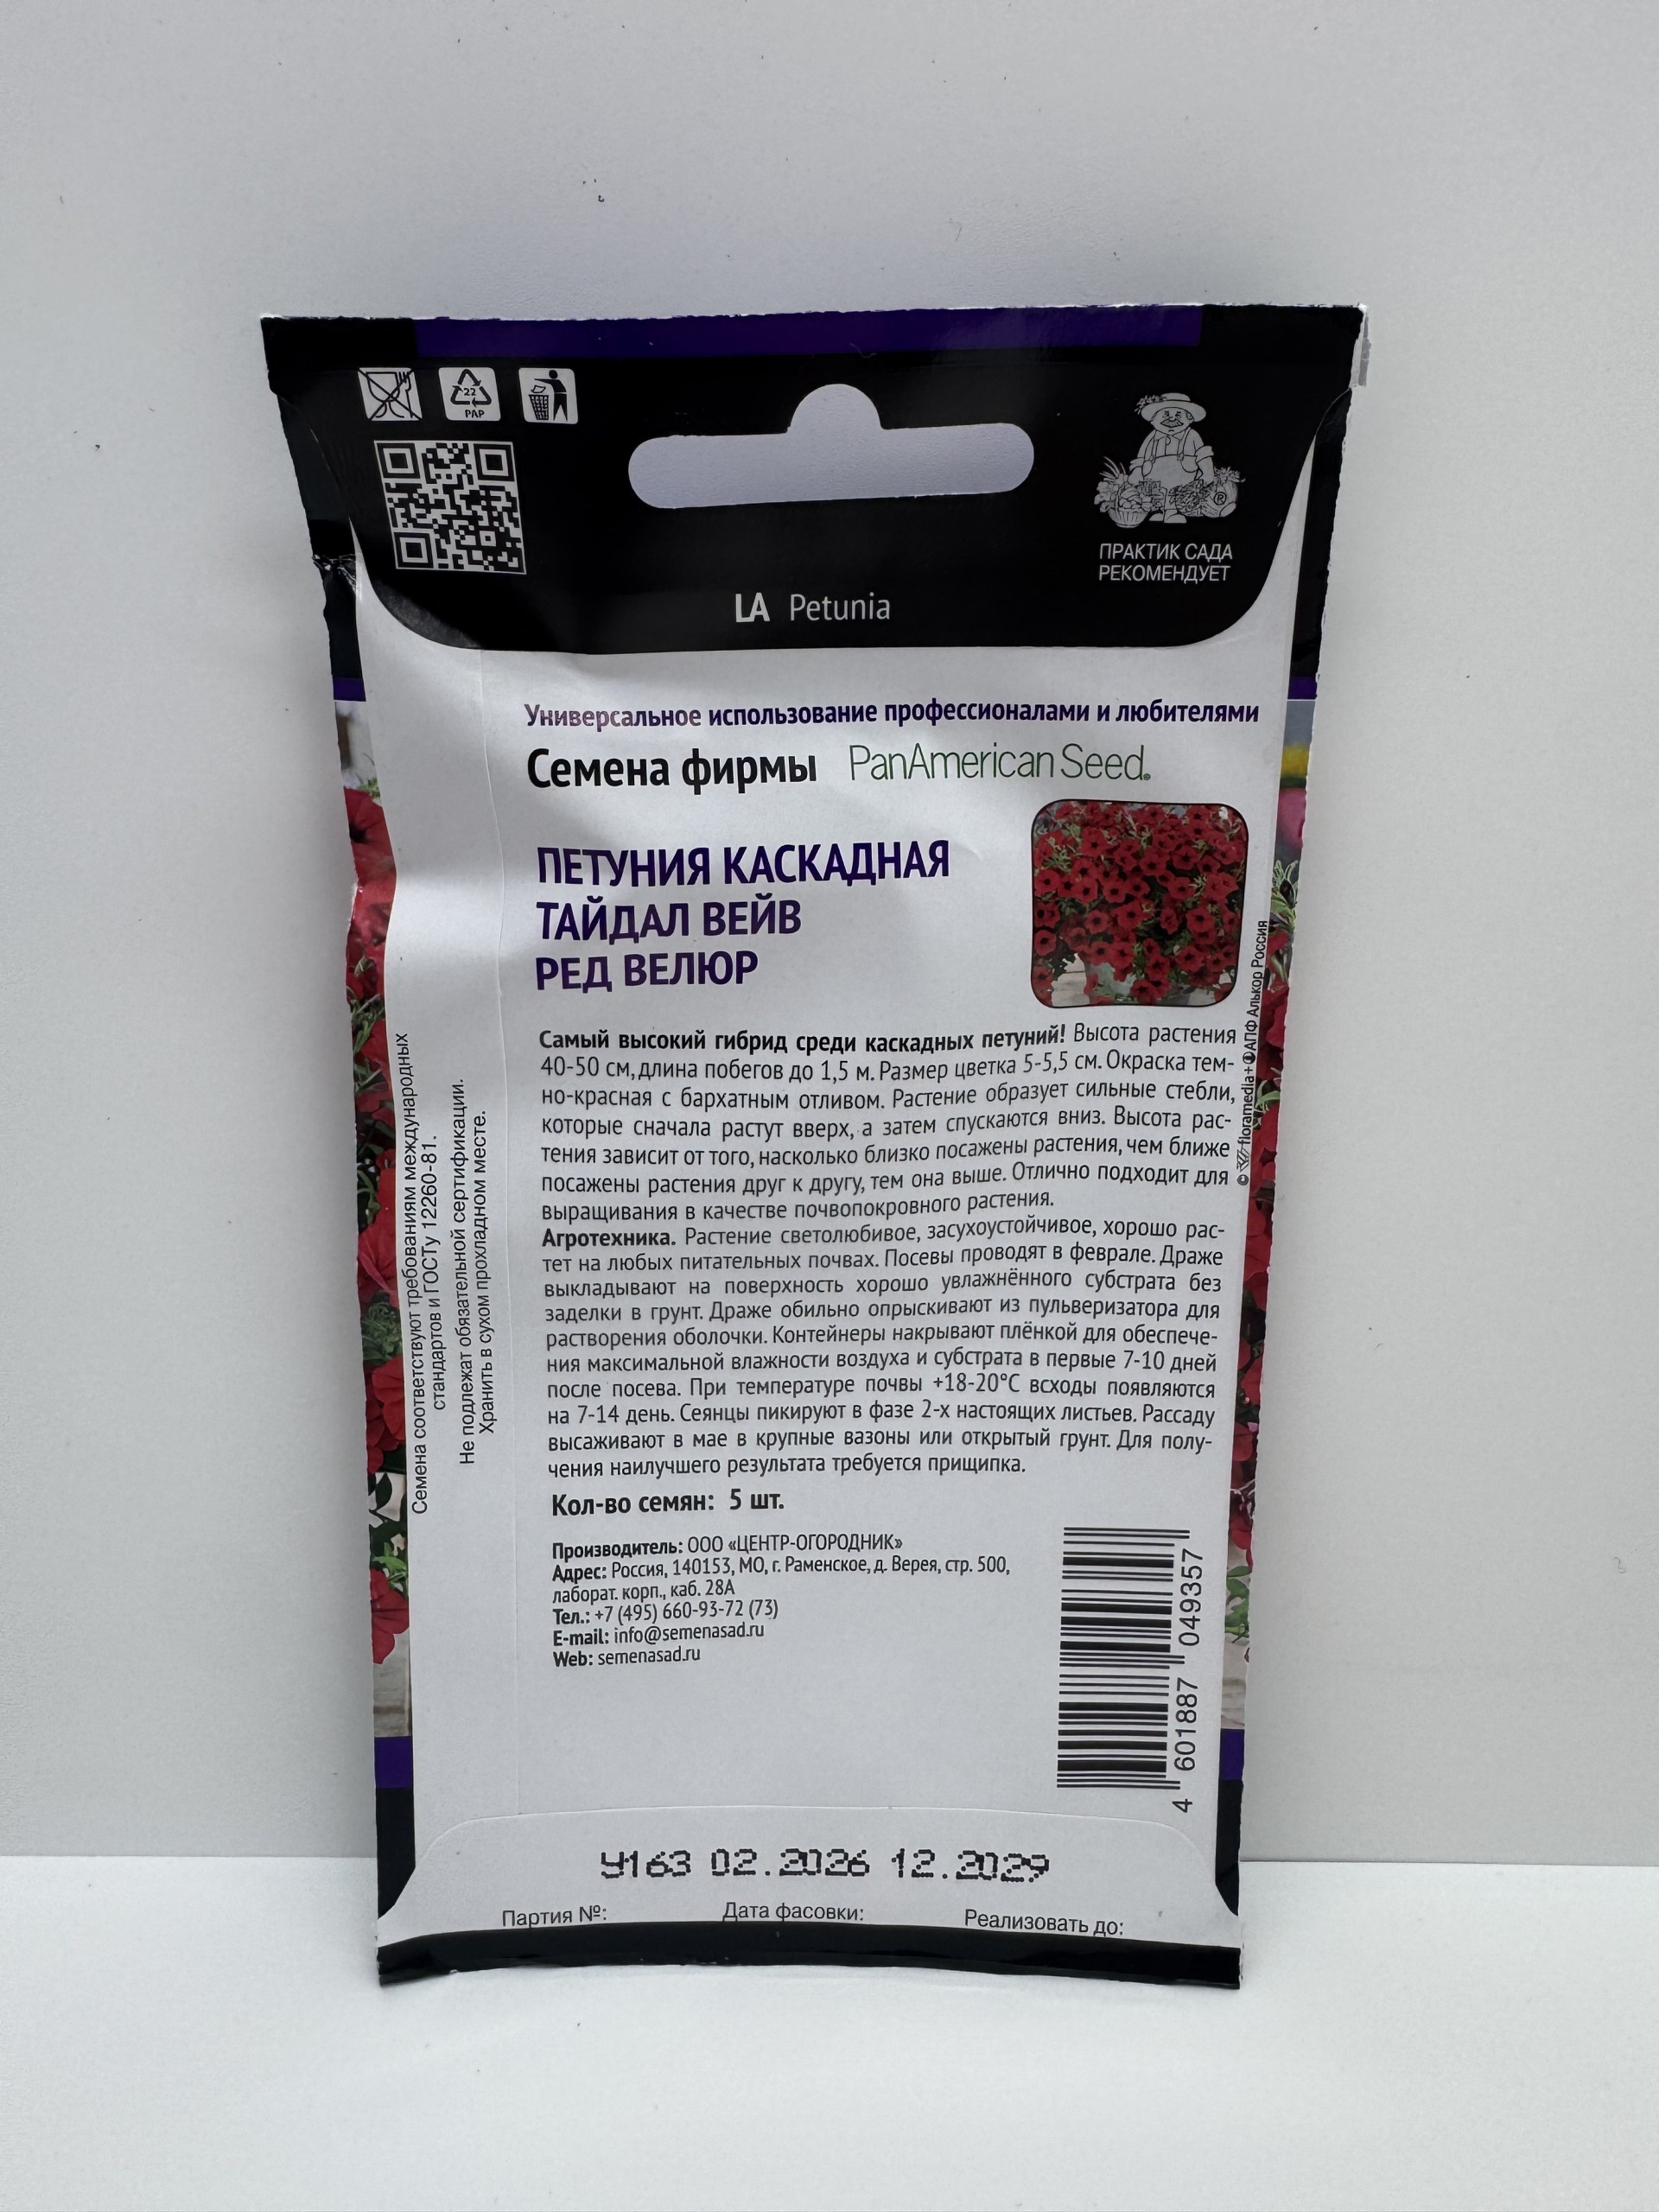 22
PAP
ПРАКТИК САДА
РЕКОМЕНДУЕТ
®
LA Petunia
Универсальное использование профессионалами и любителями
Семена фирмы PanAmerican Seed®
ПЕТУНИЯ КАСКАДНАЯ
ТАЙДАЛ ВЕЙВ
РЕД ВЕЛЮР
Самый высокий гибрид среди каскадных петуний! Высота растения
40-50 см, длина побегов до 1,5 м. Размер цветка 5-5,5 см. Окраска тем-
но-красная с бархатным отливом. Растение образует сильные стебли,
которые сначала растут вверх, а затем спускаются вниз. Высота рас-
тения зависит от того, насколько близко посажены растения, чем ближе
посажены растения друг к другу, тем она выше. Отлично подходит для
выращивания в качестве почвопокровного растения.
Агротехника. Растение светолюбивое, засухоустойчивое, хорошо рас-
тет на любых питательных почвах. Посевы проводят в феврале. Драже
выкладывают на поверхность хорошо увлажнённого субстрата без
заделки в грунт. Драже обильно опрыскивают из пульверизатора для
растворения оболочки. Контейнеры накрывают плёнкой для обеспече-
ния максимальной влажности воздуха и субстрата в первые 7-10 дней
после посева. При температуре почвы +18-20°С всходы появляются
на 7-14 день. Сеянцы пикируют в фазе 2-х настоящих листьев. Рассаду
высаживают в мае в крупные вазоны или открытый грунт. Для полу-
чения наилучшего результата требуется прищипка.
Кол-во семян: 5 шт.
Производитель: ООО «ЦЕНТР-ОГОРОДНИК»
Адрес: Россия, 140153, МО, г. Раменское, д. Верея, стр. 500,
лаборат. корп., каб. 28А
Тел.: +7 (495) 660-93-72 (73)
E-mail: info@semenasad.ru
Web: semenasad.ru
Семена соответствуют требованиям международных
стандартов и ГОСТу 12260-81.
Не подлежат обязательной сертификации.
Хранить в сухом прохладном месте.
© floramedia+ АПФ Алькор Россия
4 601887 049357
У163 02.2026 12.2029
Партия №: Дата фасовки: Реализовать до: